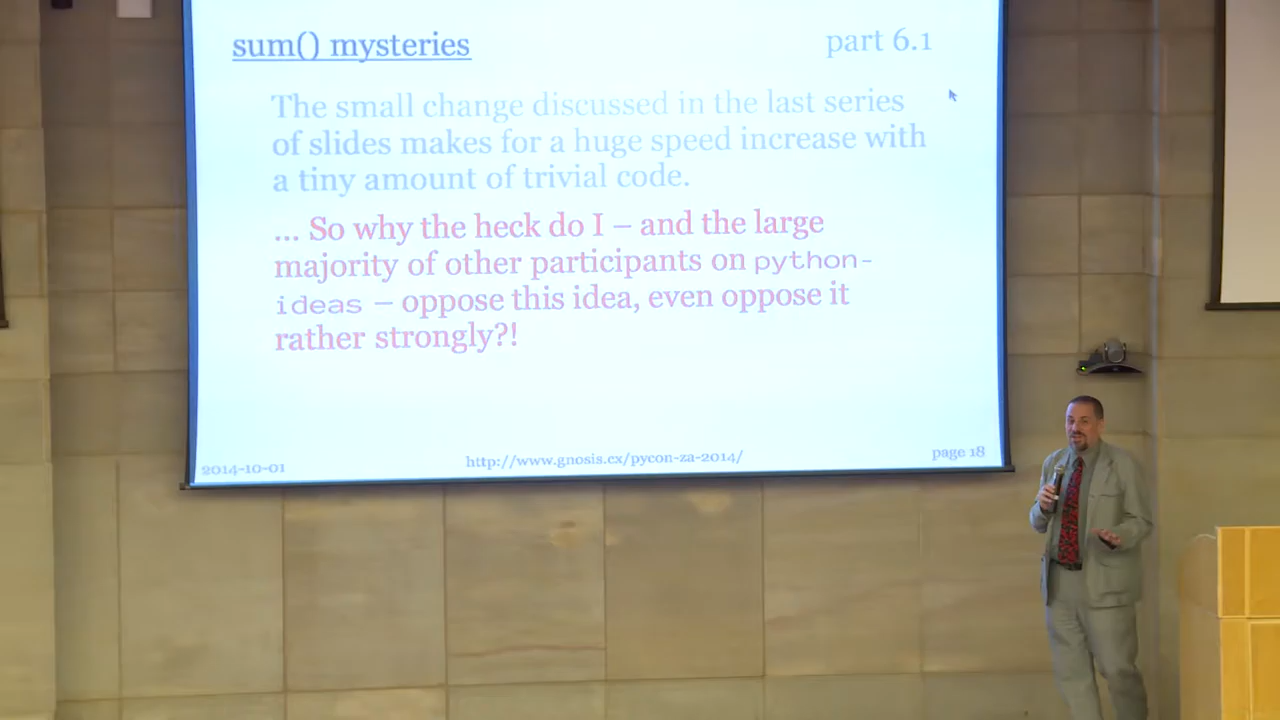 sum() mysteries
part 6.1
The small change discussed in the last series
of slides makes for a huge speed increase with
a tiny amount of trivial code.
... So why the heck do I – and the large
majority of other participants on python-
ideas – oppose this idea, even oppose it
rather strongly?!
2014-10-01
http://www.gnosis.cx/pycon-za-2014/
page 18